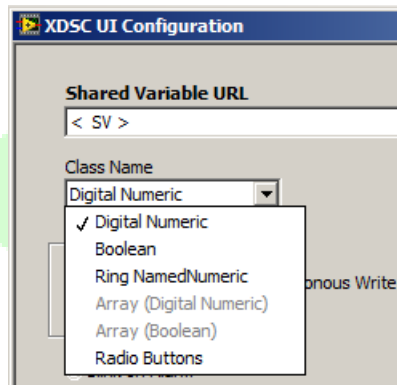 XDSC UI Configuration
Shared Variable URL
< SV >
Class Name
Digital Numeric
Digital Numeric
Boolean
Ring NamedNumeric
onous Write
Array (Digital Numeric)
Array (Boolean)
Radio Buttons